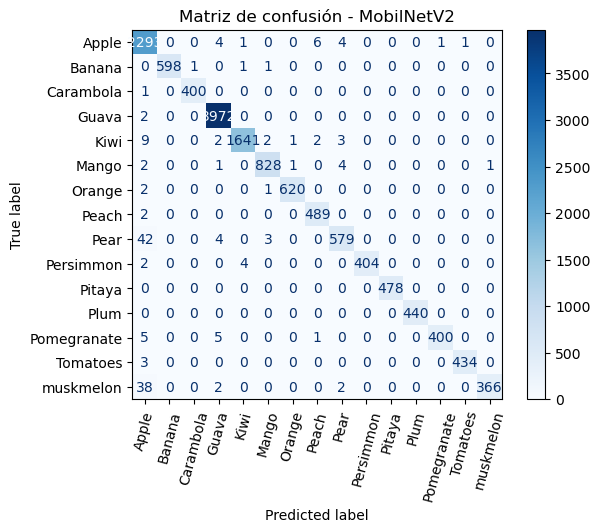 Matriz de confusión - MobilNetV2
Apple 2293 0 0 4 1 0 0 6 4 0 0 0 1 1 0
Banana 0 598 1 0 1 1 0 0 0 0 0 0 0 0 0
Carambola 1 0 400 0 0 0 0 0 0 0 0 0 0 0 0
Guava 2 0 0 3972 0 0 0 0 0 0 0 0 0 0 0
Kiwi 9 0 0 2 1641 2 1 2 3 0 0 0 0 0 0
Mango 2 0 0 1 0 828 1 0 4 0 0 0 0 0 1
Orange 2 0 0 0 0 1 620 0 0 0 0 0 0 0 0
Peach 2 0 0 0 0 0 0 489 0 0 0 0 0 0 0
Pear 42 0 0 4 0 3 0 0 579 0 0 0 0 0 0
Persimmon 2 0 0 0 4 0 0 0 0 404 0 0 0 0 0
Pitaya 0 0 0 0 0 0 0 0 0 0 478 0 0 0 0
Plum 0 0 0 0 0 0 0 0 0 0 0 440 0 0 0
Pomegranate 5 0 0 5 0 0 0 1 0 0 0 0 400 0 0
Tomatoes 3 0 0 0 0 0 0 0 0 0 0 0 0 434 0
muskmelon 38 0 0 2 0 0 0 0 2 0 0 0 0 0 366
True label
Apple
Banana
Carambola
Guava
Kiwi
Mango
Orange
Peach
Pear
Persimmon
Pitaya
Plum
Pomegranate
Tomatoes
muskmelon
Predicted label
3500
3000
2500
2000
1500
1000
500
0